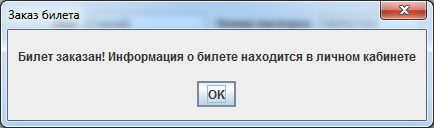 Заказ билета
Билет заказан! Информация о билете находится в личном кабинете
OK